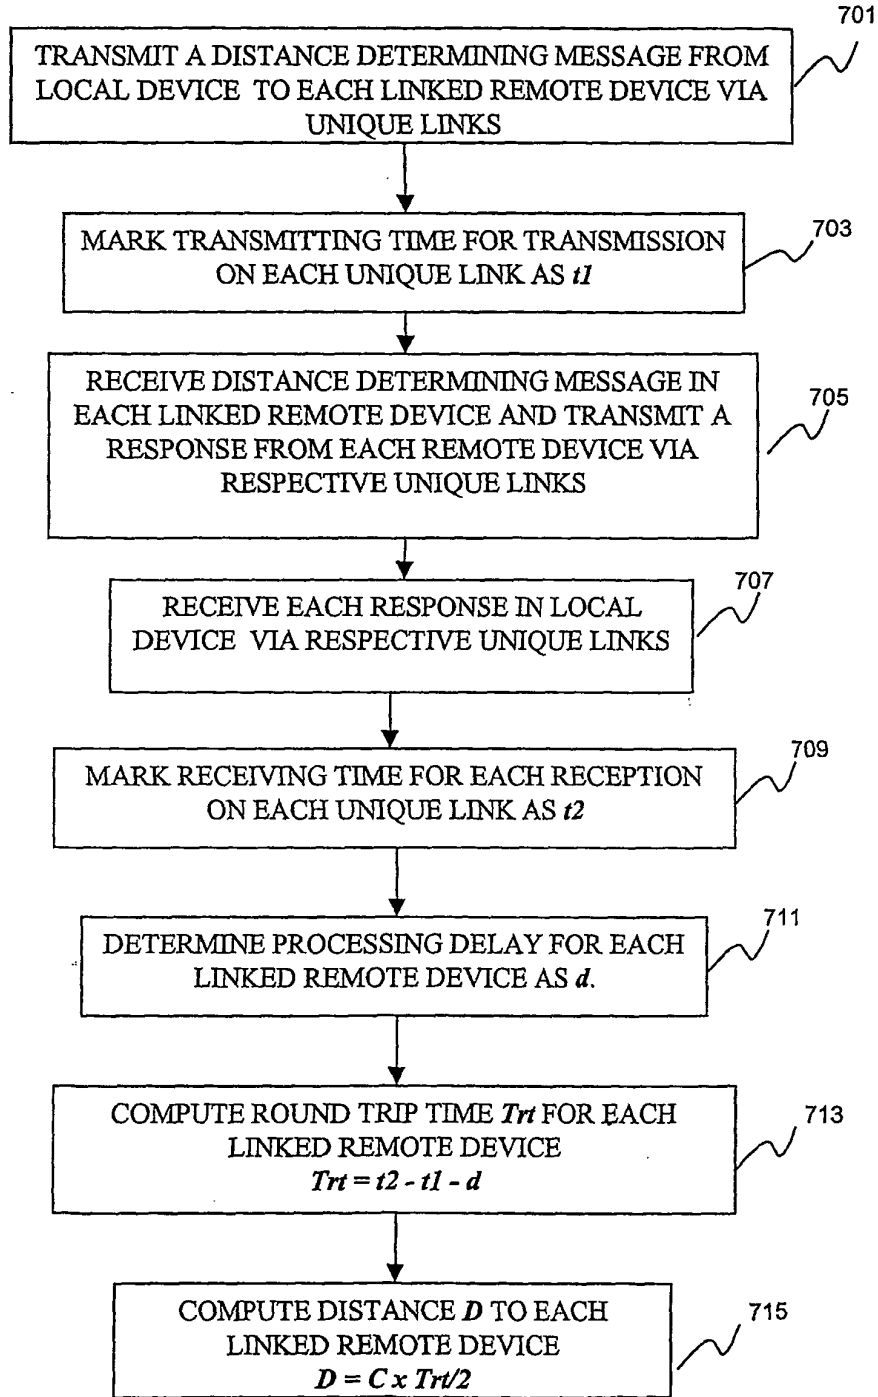 701
TRANSMIT A DISTANCE DETERMINING MESSAGE FROM
LOCAL DEVICE TO EACH LINKED REMOTE DEVICE VIA
UNIQUE LINKS
703
MARK TRANSMITTING TIME FOR TRANSMISSION
ON EACH UNIQUE LINK AS t1
705
RECEIVE DISTANCE DETERMINING MESSAGE IN
EACH LINKED REMOTE DEVICE AND TRANSMIT A
RESPONSE FROM EACH REMOTE DEVICE VIA
RESPECTIVE UNIQUE LINKS
707
RECEIVE EACH RESPONSE IN LOCAL
DEVICE VIA RESPECTIVE UNIQUE LINKS
709
MARK RECEIVING TIME FOR EACH RECEPTION
ON EACH UNIQUE LINK AS t2
711
DETERMINE PROCESSING DELAY FOR EACH
LINKED REMOTE DEVICE AS d.
713
COMPUTE ROUND TRIP TIME Trt FOR EACH
LINKED REMOTE DEVICE
Trt = t2 - t1 - d
715
COMPUTE DISTANCE D TO EACH
LINKED REMOTE DEVICE
D = C x Trt/2